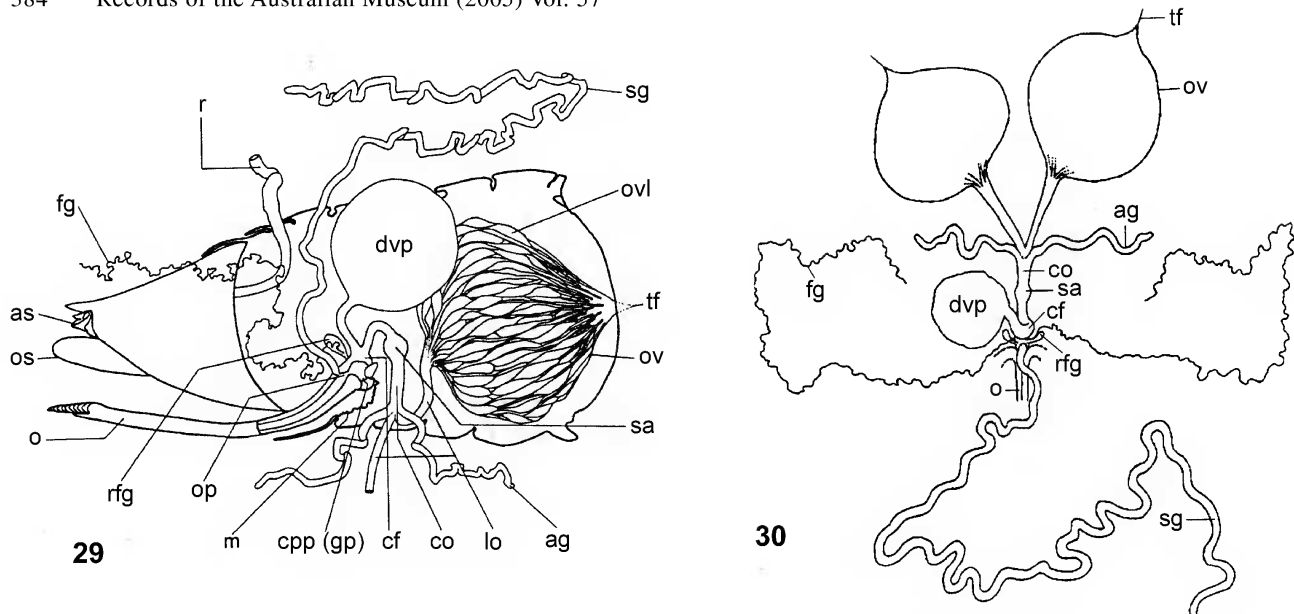 384 Records of the Australian Museum (2005) Vol. 57
r
sg
fg
ovl
dvp
as
os
tf
ov
o
sa
rfg
op
m
cpp (gp)
cf
co
lo
ag
29
tf
ov
ag
fg
co
sa
dvp
cf
rfg
o
sg
30